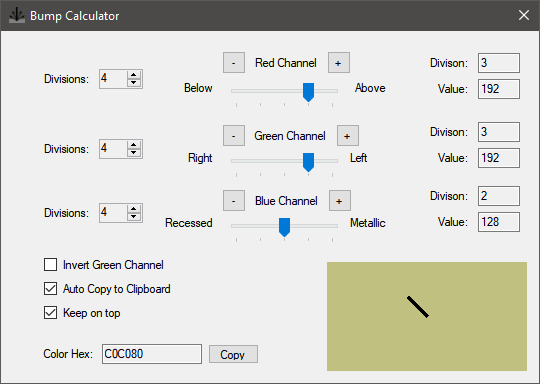 Bump Calculator
- Red Channel + Divison: 3
Divisions: 4
Below Above Value: 192
- Green Channel + Divison: 3
Divisions: 4
Right Left Value: 192
- Blue Channel + Divison: 2
Divisions: 4
Recessed Metallic Value: 128
Invert Green Channel
Auto Copy to Clipboard
Keep on top
Color Hex: C0C080 Copy